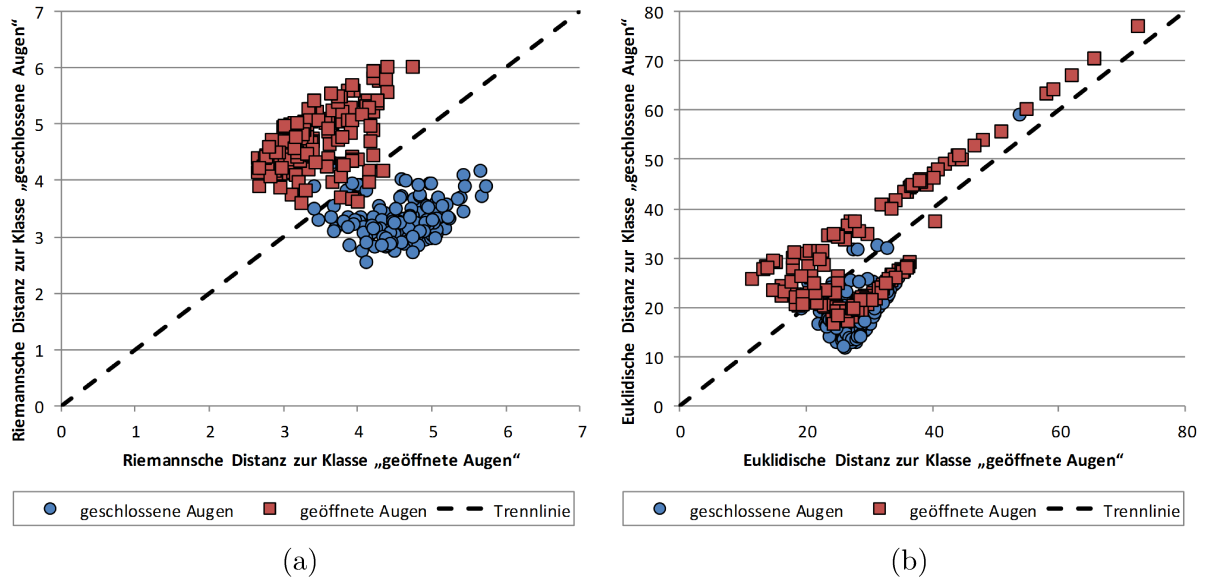 Riemannsche Distanz zur Klasse „geschlossene Augen“
7
6
5
4
3
2
1
0
0 1 2 3 4 5 6 7
Riemannsche Distanz zur Klasse „geöffnete Augen“
geschlossene Augen geöffnete Augen Trennlinie
(a)
Euklidische Distanz zur Klasse „geschlossene Augen“
80
70
60
50
40
30
20
10
0
0 20 40 60 80
Euklidische Distanz zur Klasse „geöffnete Augen“
geschlossene Augen geöffnete Augen Trennlinie
(b)